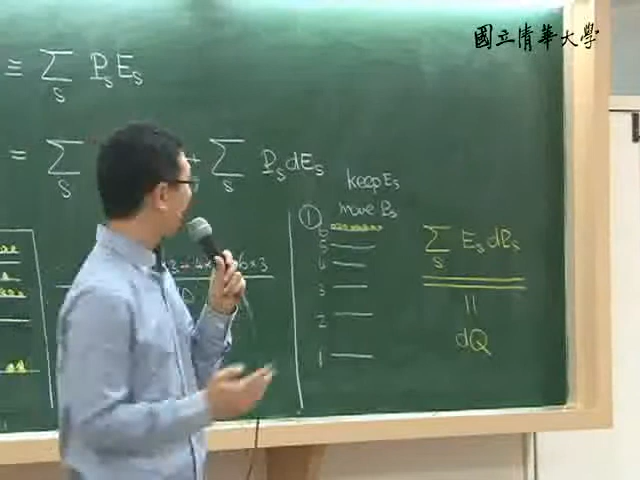 國立清華大學
≡ ∑ₛ PₛEₛ
= ∑ₛ + ∑ₛ PₛdEₛ
keep Eₛ
① move Pₛ
6
5
4
3
2
1
∑ₛ EₛdPₛ
||
dQ